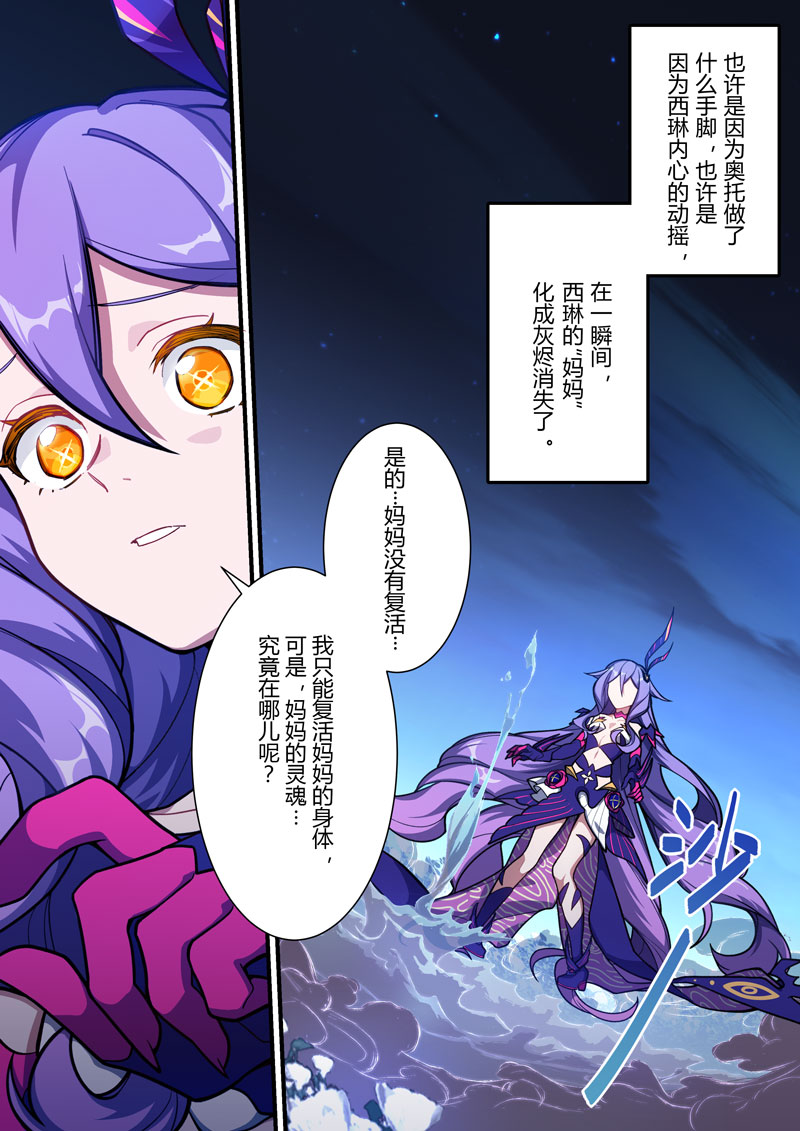 也许是因为奥托做了
什么手脚，也许是
因为西琳内心的动摇，
在一瞬间，
西琳的“妈妈”
化成灰烬消失了。
是的…妈妈没有复活…
我只能复活妈妈的身体，
可是，妈妈的灵魂…
究竟在哪儿呢？
沙